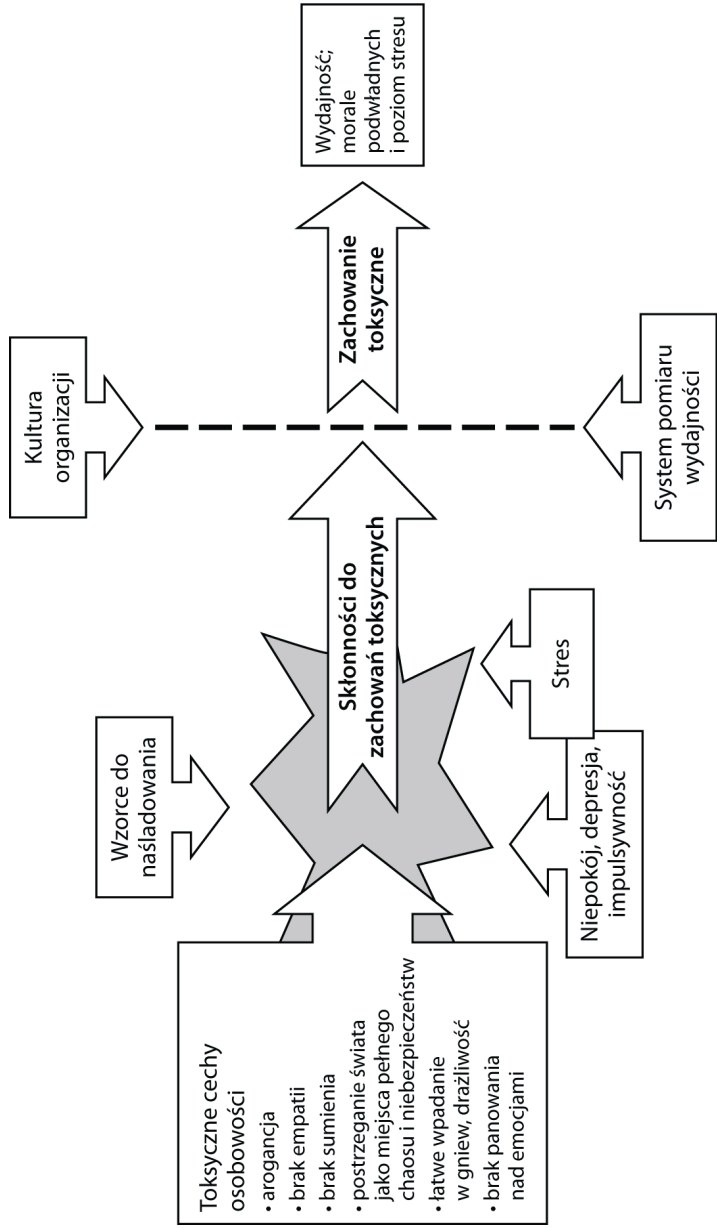 Toksyczne cechy
osobowości
• arogancja
• brak empatii
• brak sumienia
• postrzeganie świata
jako miejsca pełnego
chaosu i niebezpieczeństw
• łatwe wpadanie
w gniew, drażliwość
• brak panowania
nad emocjami
Wzorce do
naśladowania
Niepokój, depresja,
impulsywność
Stres
Skłonności do
zachowań toksycznych
Kultura
organizacji
System pomiaru
wydajności
Zachowanie
toksyczne
Wydajność;
morale
podwładnych
i poziom stresu